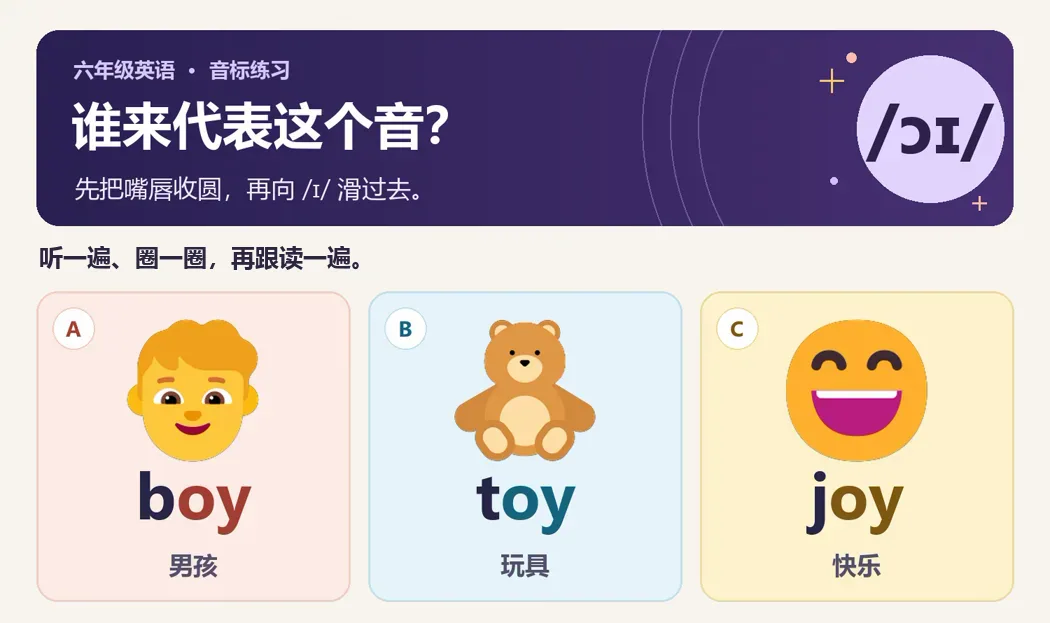 六年级英语 • 音标练习
谁来代表这个音？
先把嘴唇收圆，再向 /ɪ/ 滑过去。
/ɔɪ/
听一遍、圈一圈，再跟读一遍。
A
boy
男孩
B
toy
玩具
C
joy
快乐